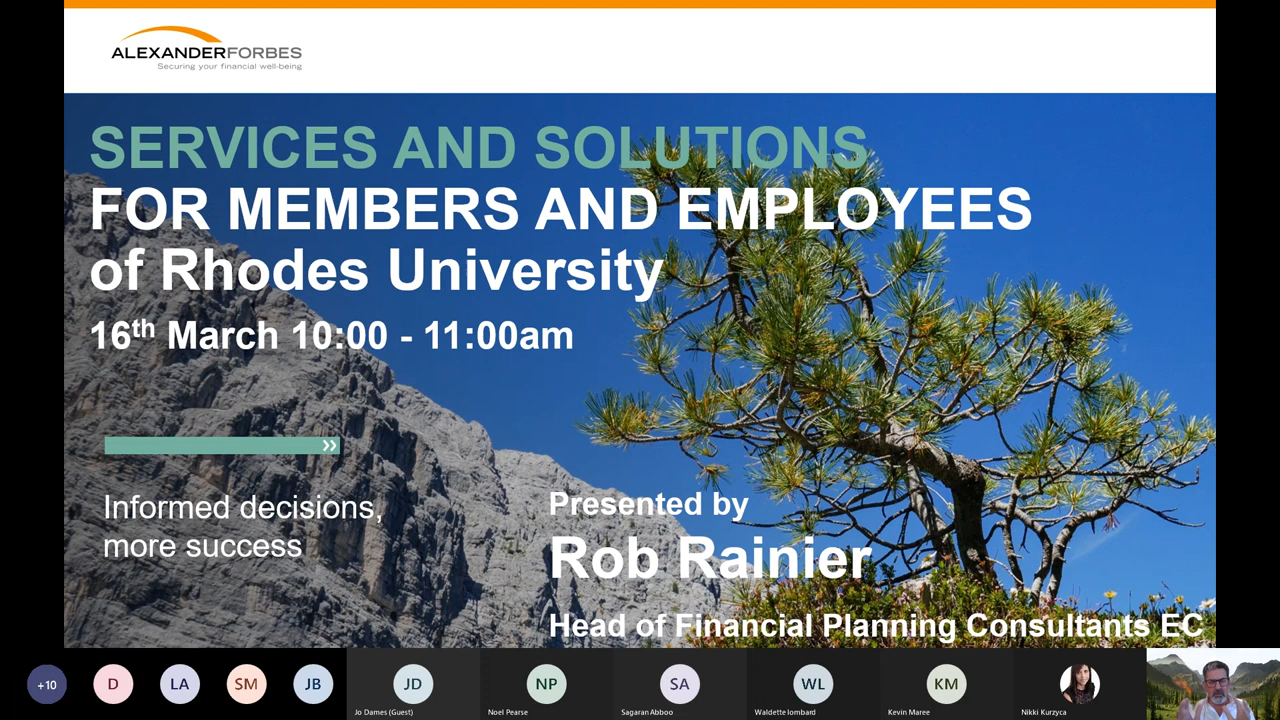 ALEXANDERFORBES
Securing your financial well-being
SERVICES AND SOLUTIONS
FOR MEMBERS AND EMPLOYEES
of Rhodes University
16th March 10:00 - 11:00am
Informed decisions,
more success
Presented by
Rob Rainier
Head of Financial Planning Consultants EC
+10
D
LA
SM
JB
JD
NP
SA
WL
KM
Jo Dames (Guest)
Noel Pearse
Sagaran Abboo
Waldette lombard
Kevin Maree
Nikki Kurzyca